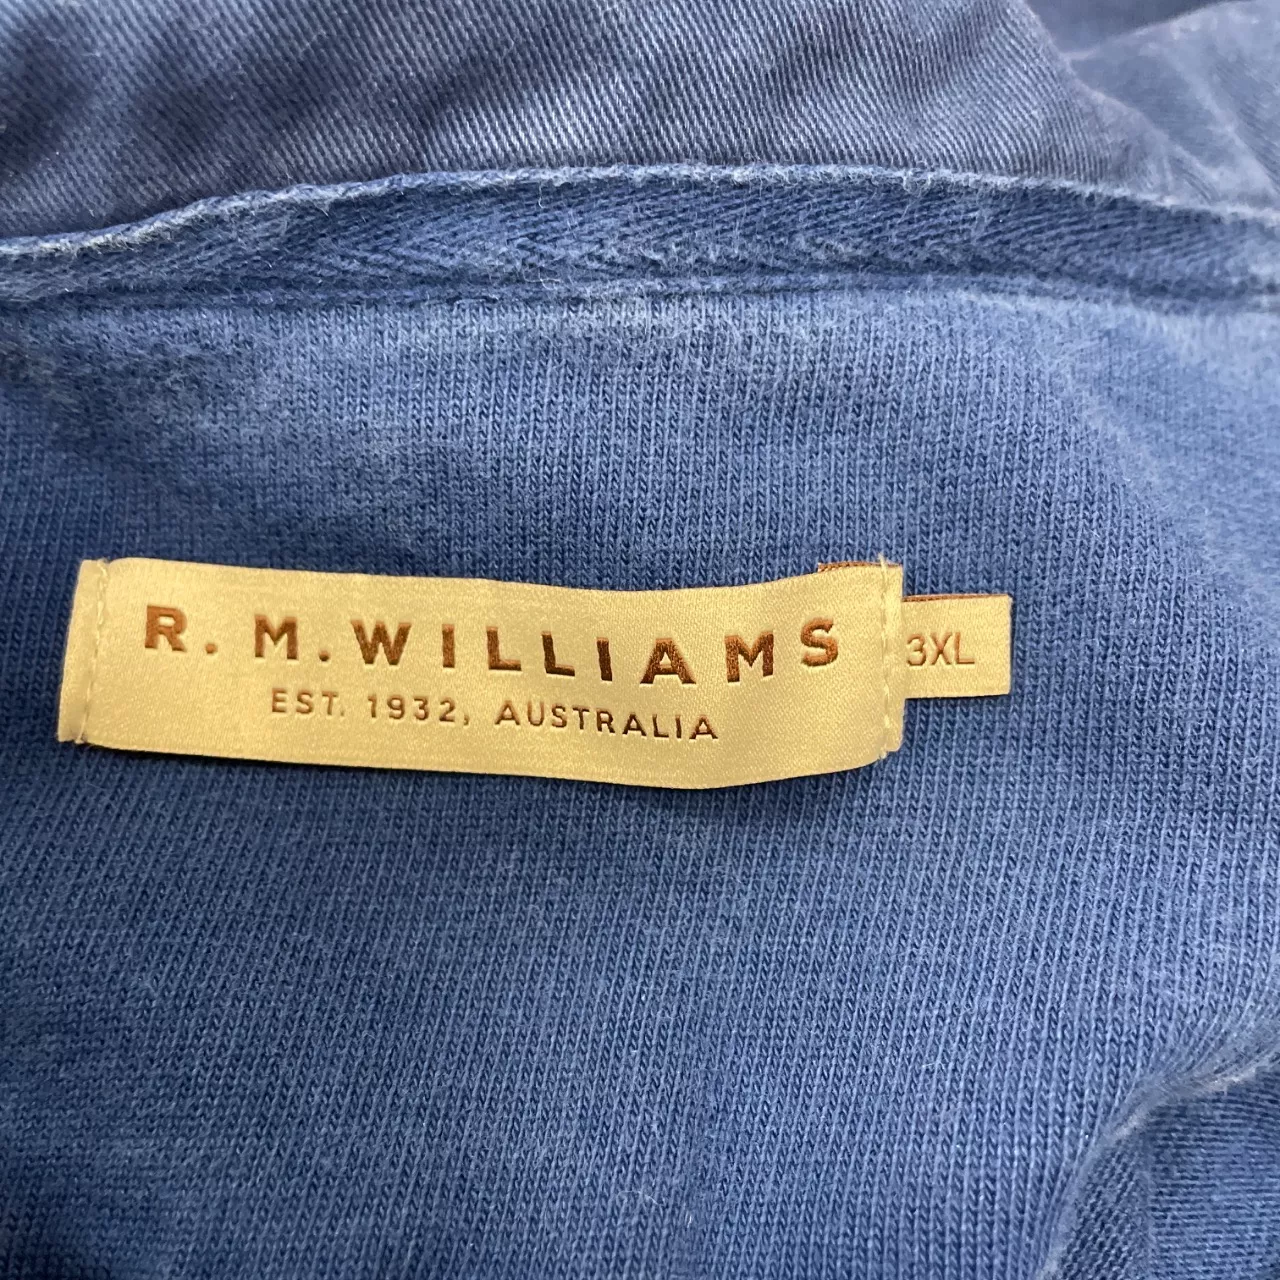 R. M. WILLIAMS
EST. 1932, AUSTRALIA
3XL